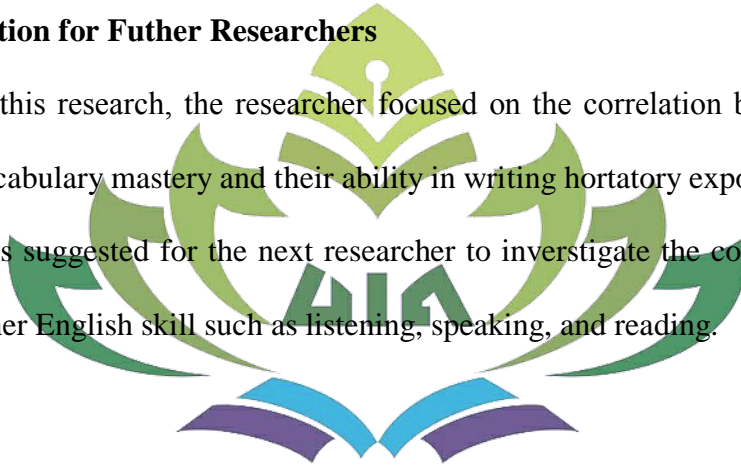 tion for Futher Researchers
this research, the researcher focused on the correlation b
cabulary mastery and their ability in writing hortatory expo
s suggested for the next researcher to inverstigate the co
er English skill such as listening, speaking, and reading.
UIN